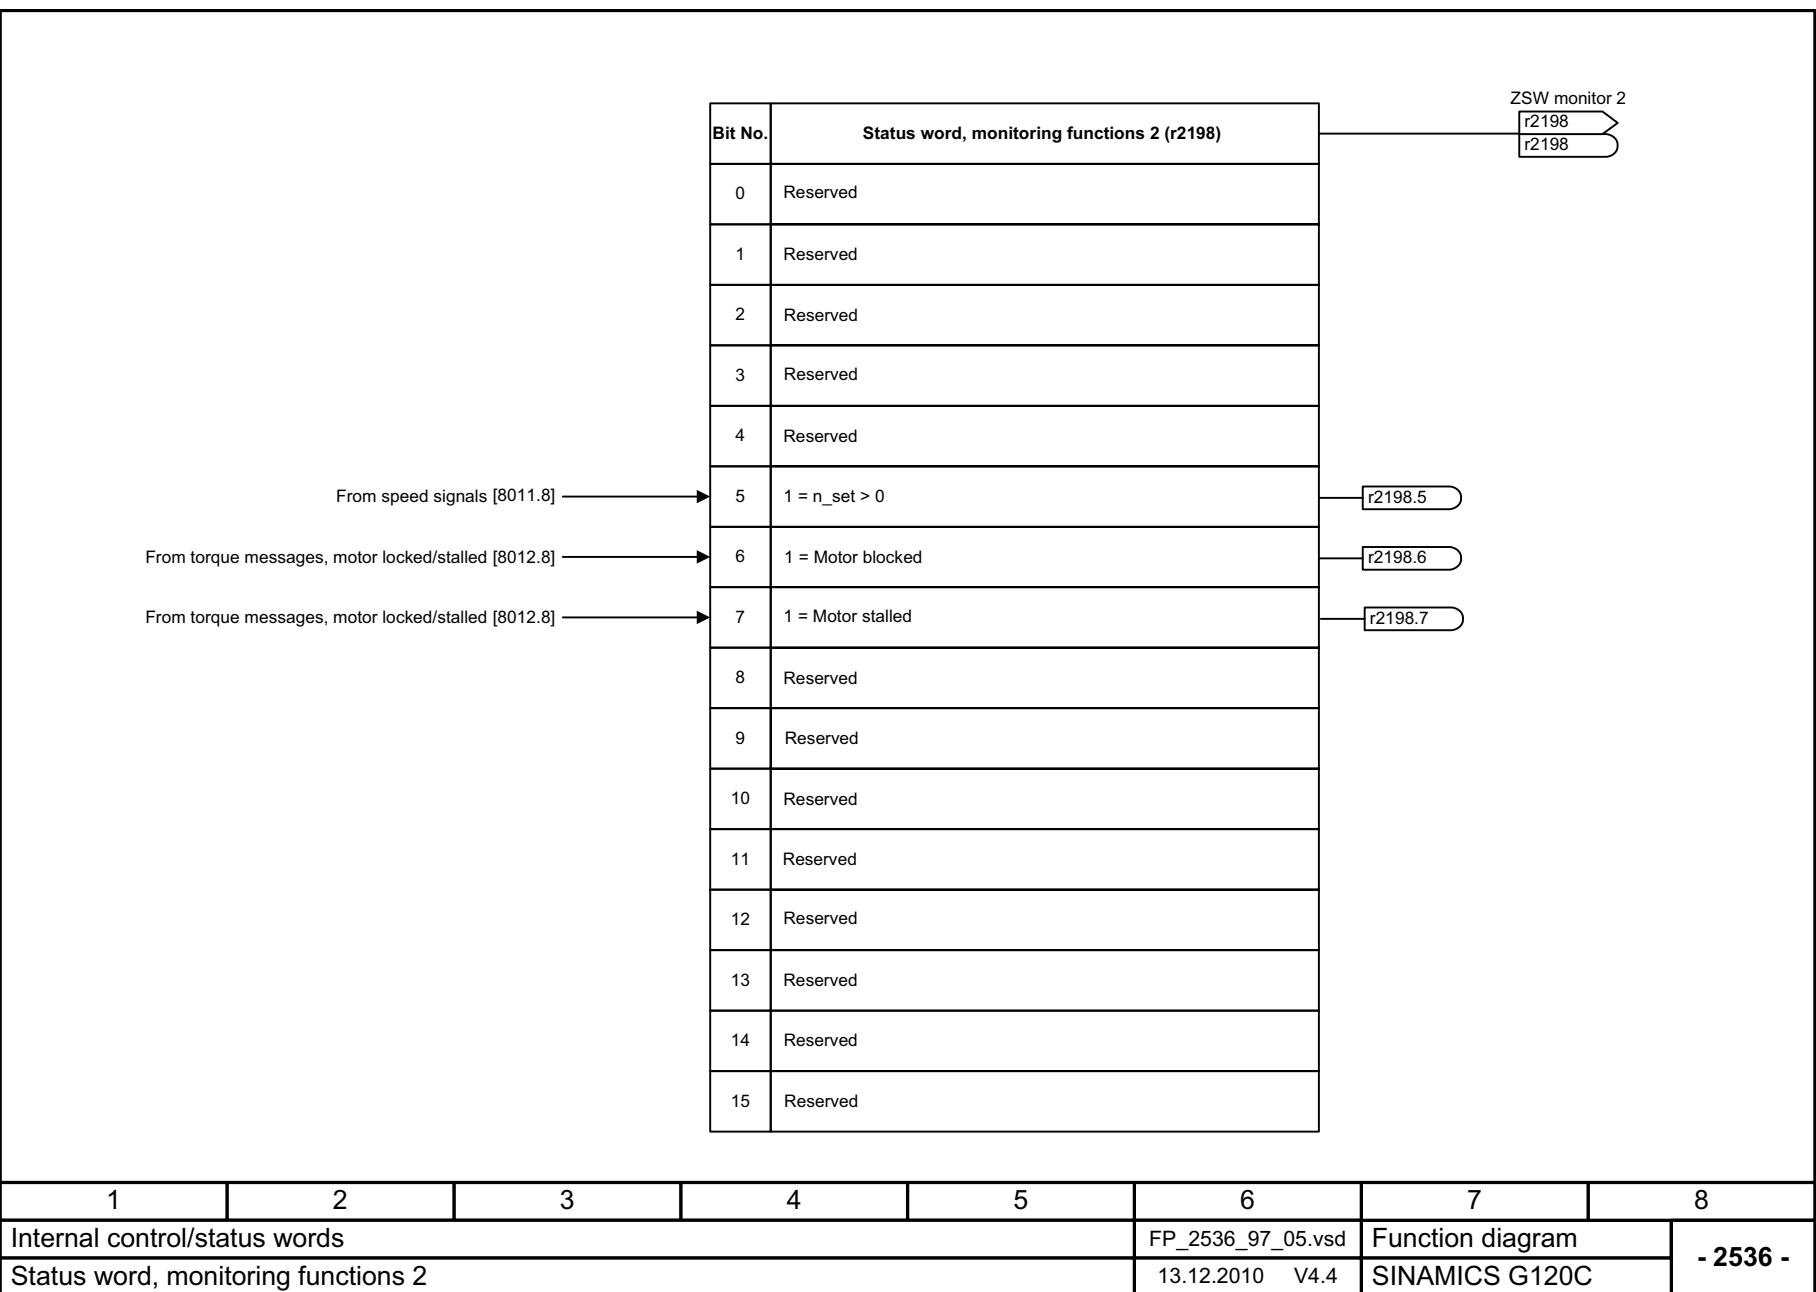 ZSW monitor 2
r2198
r2198
Bit No. Status word, monitoring functions 2 (r2198)
0 Reserved
1 Reserved
2 Reserved
3 Reserved
4 Reserved
From speed signals [8011.8] 5 1 = n_set > 0 r2198.5
From torque messages, motor locked/stalled [8012.8] 6 1 = Motor blocked r2198.6
From torque messages, motor locked/stalled [8012.8] 7 1 = Motor stalled r2198.7
8 Reserved
9 Reserved
10 Reserved
11 Reserved
12 Reserved
13 Reserved
14 Reserved
15 Reserved
1 2 3 4 5 6 7 8
Internal control/status words FP_2536_97_05.vsd Function diagram - 2536 -
Status word, monitoring functions 2 13.12.2010 V4.4 SINAMICS G120C